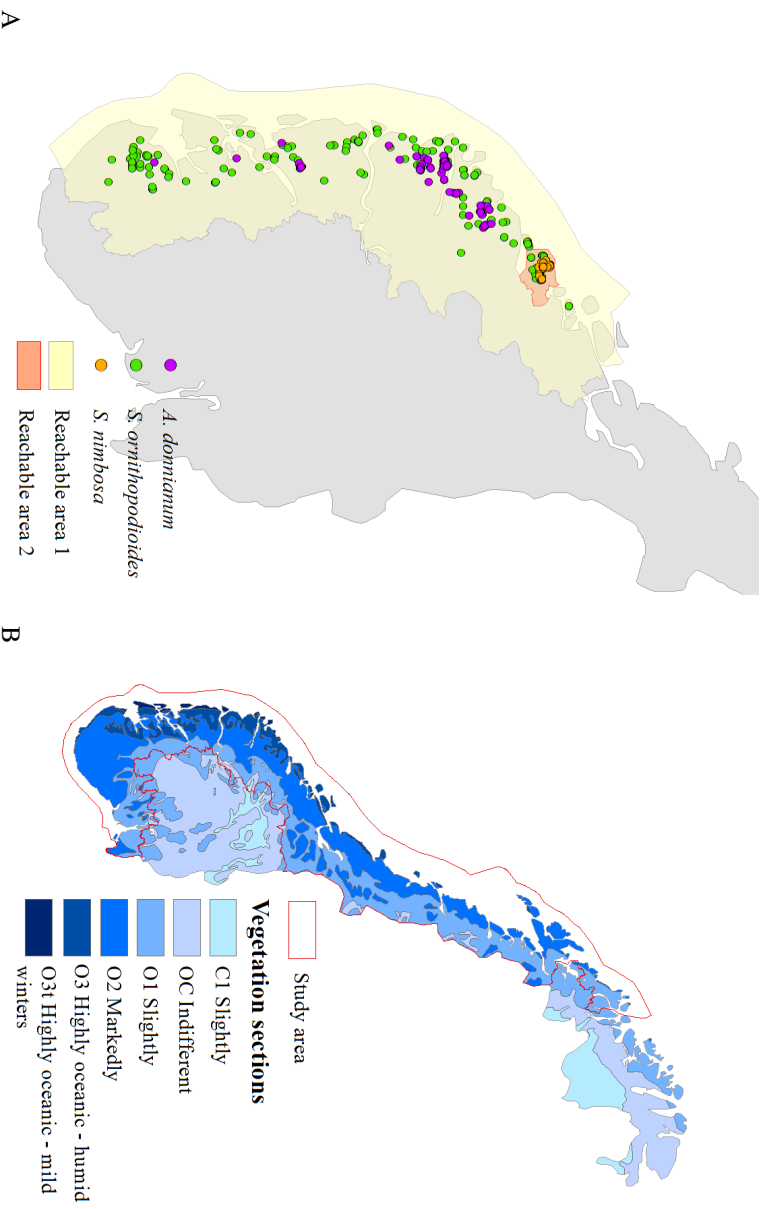 A
A. donnianum
S. ornithopodioides
S. nimbosa
Reachable area 1
Reachable area 2
B
Study area
Vegetation sections
C1 Slightly
OC Indifferent
O1 Slightly
O2 Markedly
O3 Highly oceanic - humid
O3t Highly oceanic - mild
winters